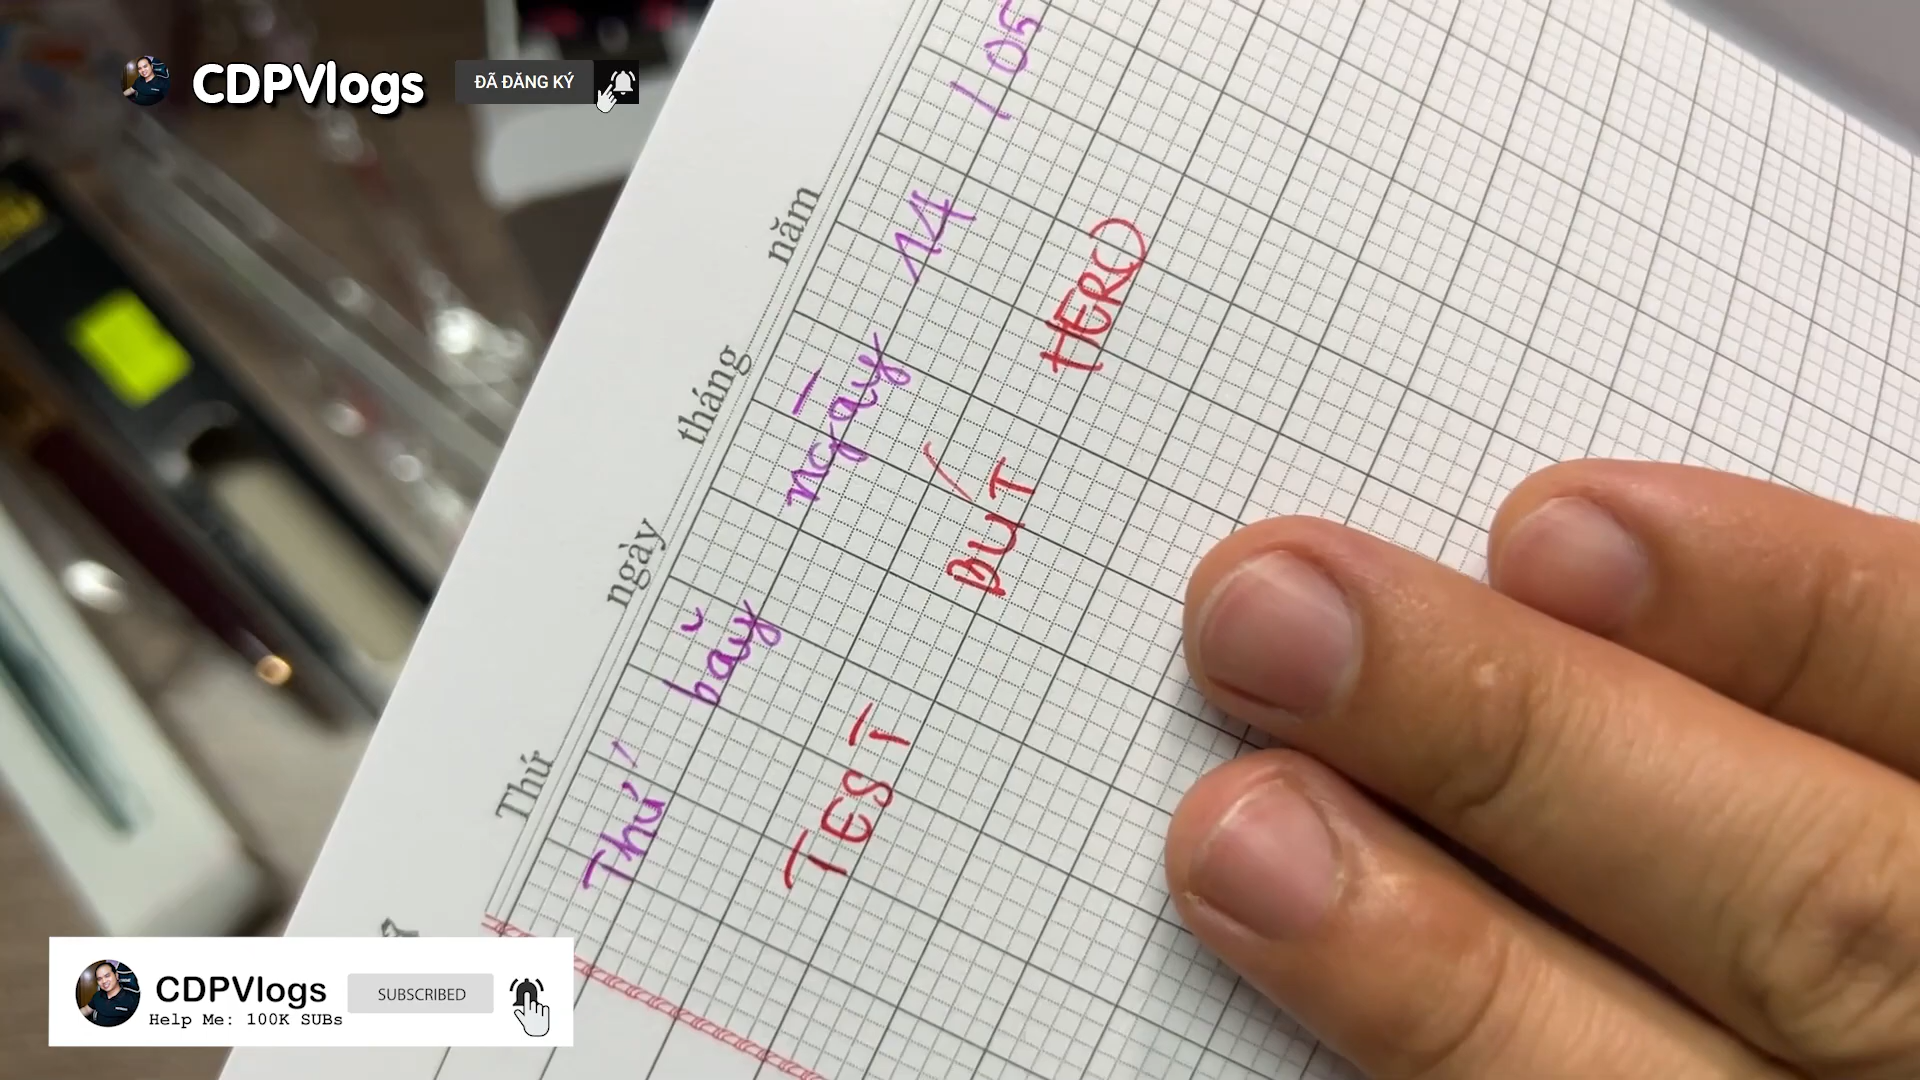 CDPVlogs
ĐÃ ĐĂNG KÝ
Thứ ngày tháng năm
Thứ bảy ngày 14 / 05
TEST BÚT HERO
CDPVlogs
SUBSCRIBED
Help Me: 100K SUBs